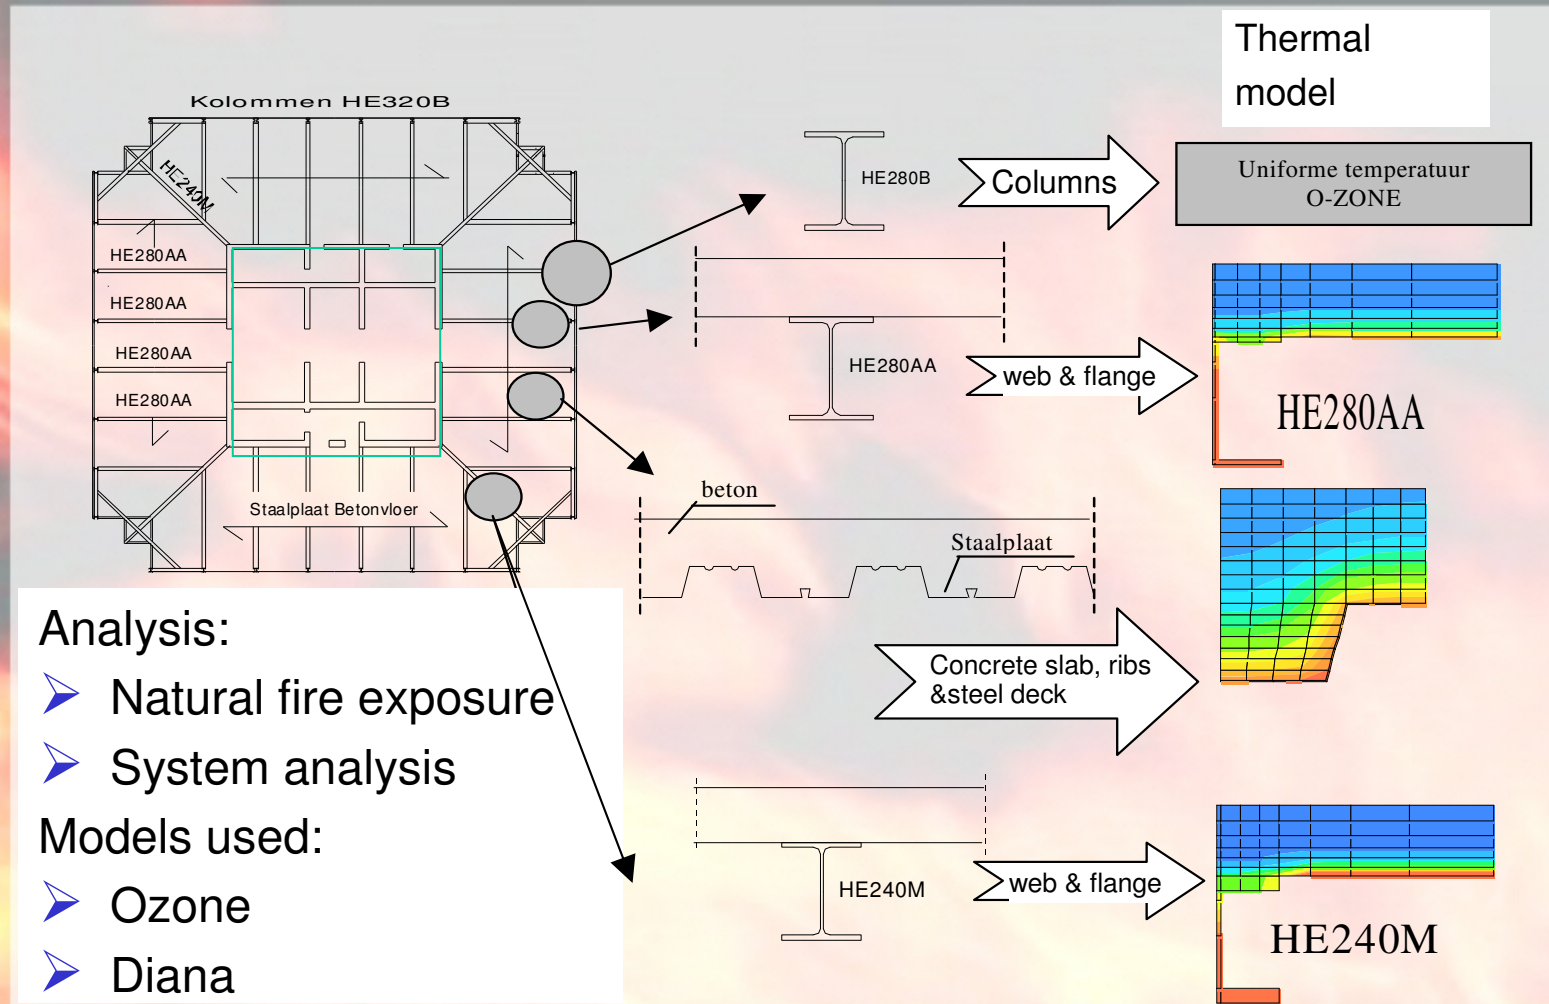 Thermal
model
Kolommen HE320B
HE240M
HE280AA
HE280AA
HE280AA
HE280AA
Staalplaat Betonvloer
HE280B
Columns
Uniforme temperatuur
O-ZONE
HE280AA
web & flange
HE280AA
beton
Staalplaat
Concrete slab, ribs
&steel deck
HE240M
web & flange
HE240M
Analysis:
Natural fire exposure
System analysis
Models used:
Ozone
Diana